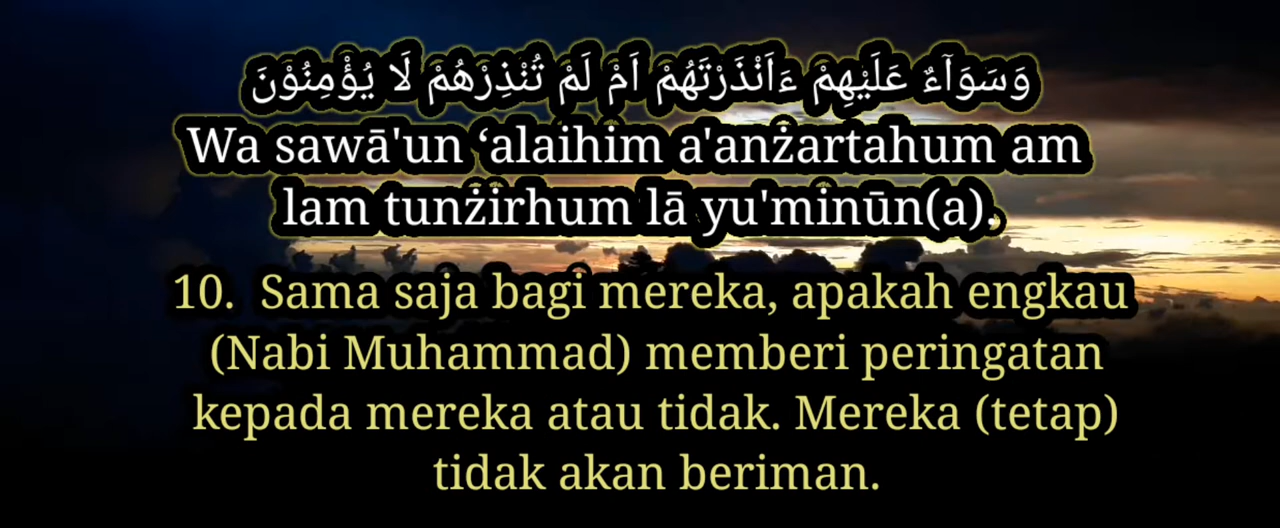 وَسَوَآءٌ عَلَيْهِمْ ءَاَنْذَرْتَهُمْ اَمْ لَمْ تُنْذِرْهُمْ لَا يُؤْمِنُوْنَ
Wa sawā'un ‘alaihim a'anżartahum am
lam tunżirhum lā yu'minūn(a).
10. Sama saja bagi mereka, apakah engkau
(Nabi Muhammad) memberi peringatan
kepada mereka atau tidak. Mereka (tetap)
tidak akan beriman.